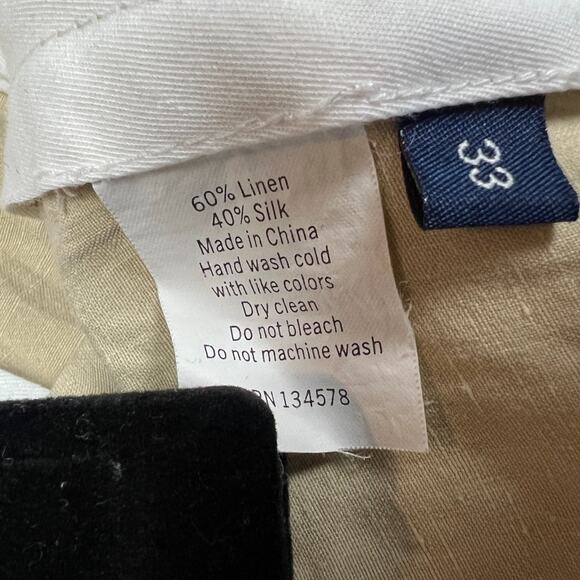 60% Linen
40% Silk
Made in China
Hand wash cold
with like colors
Dry clean
Do not bleach
Do not machine wash
RN 134578
33